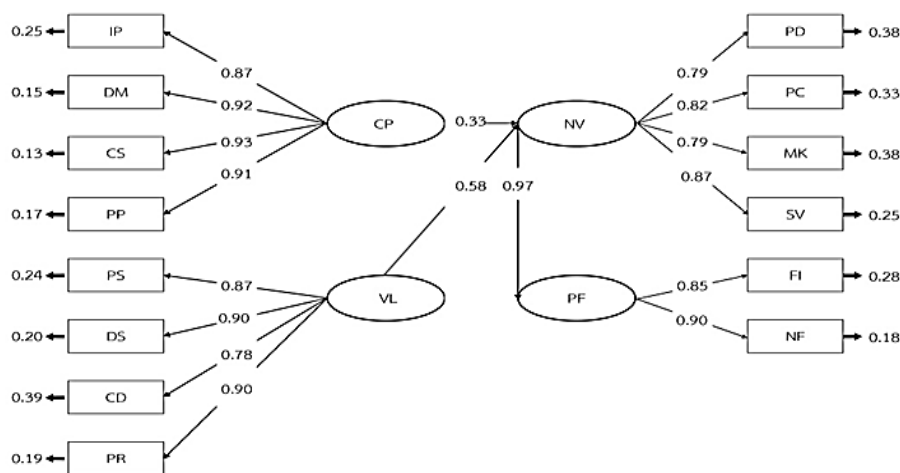 0.25 IP 0.87 PD 0.38
0.79
0.15 DM 0.92 CP 0.33 NV 0.82 PC 0.33
0.13 CS 0.93 0.79 MK 0.38
0.91 0.87
0.17 PP 0.58 0.97 SV 0.25
0.24 PS 0.87 VL PF 0.85 FI 0.28
0.90 0.90
0.20 DS NF 0.18
0.78
0.39 CD 0.90
0.19 PR